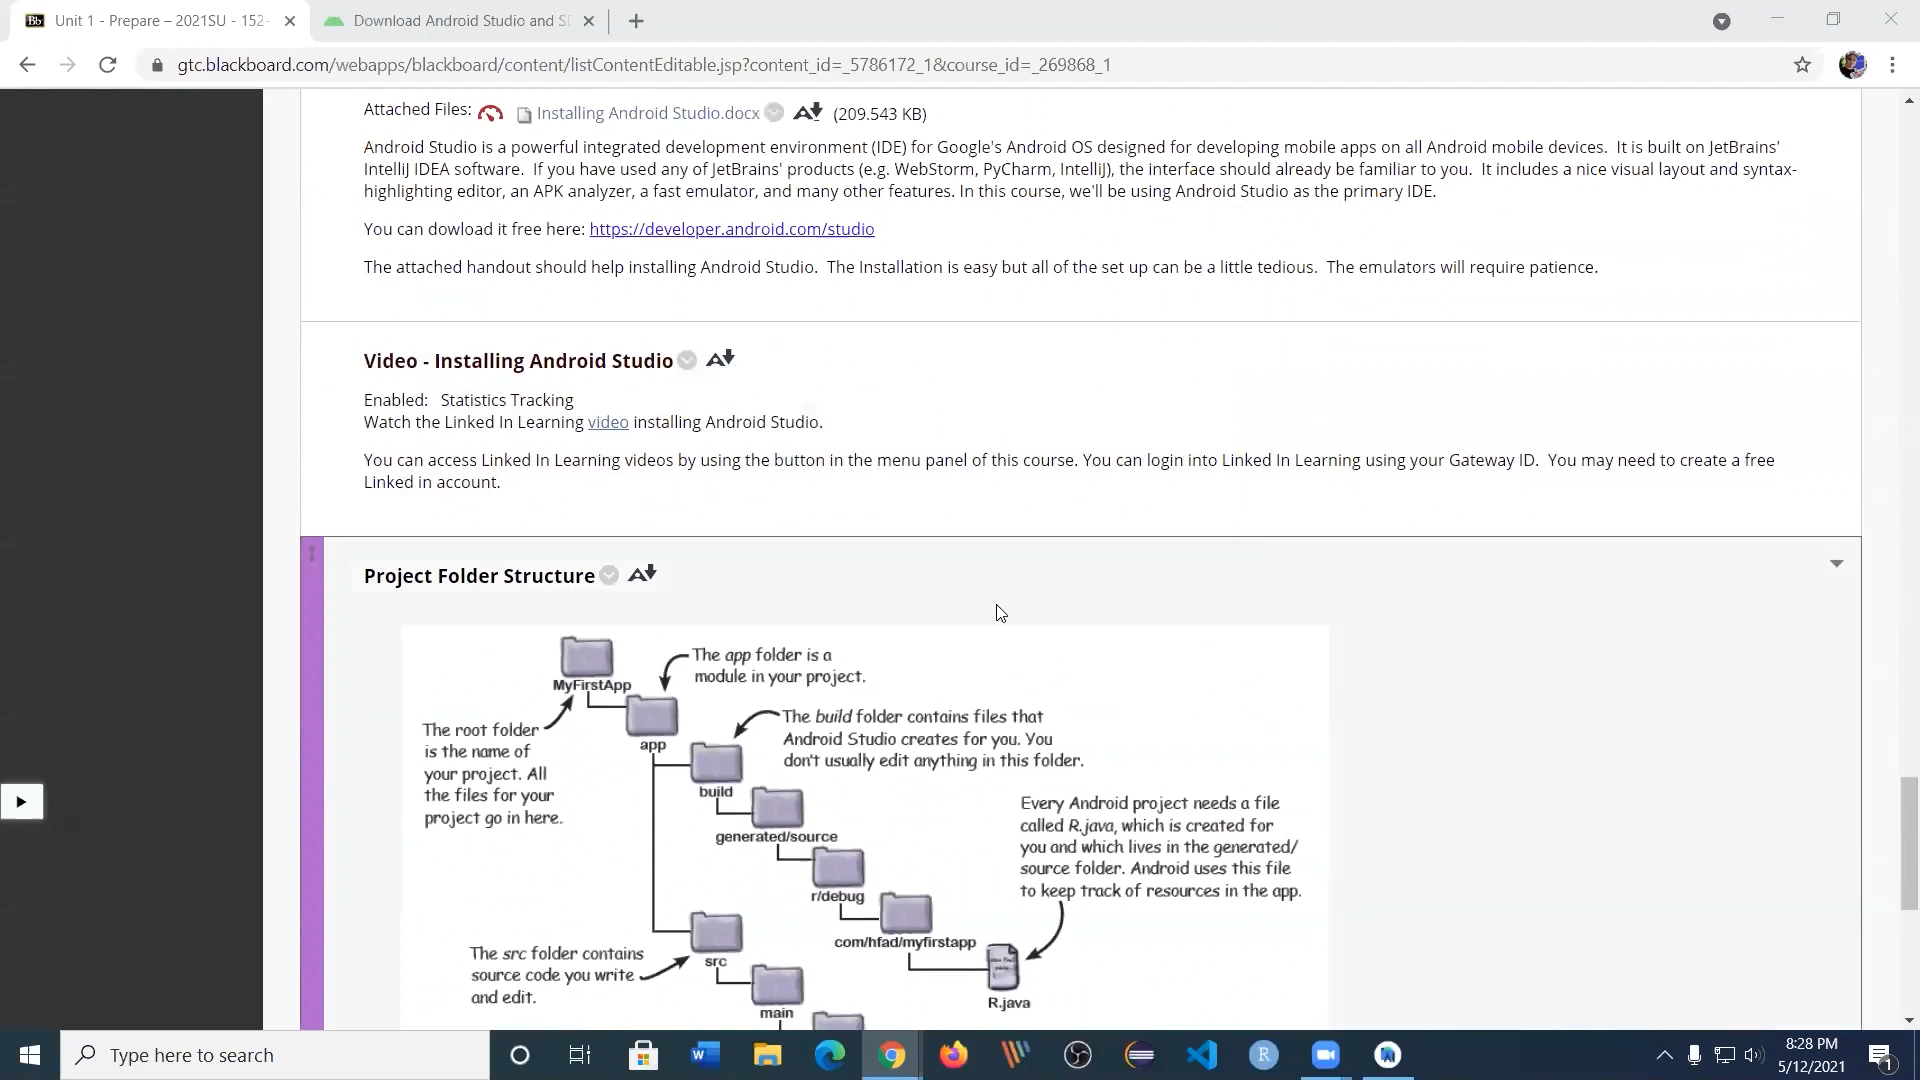 Unit 1 - Prepare – 2021SU - 152-
Download Android Studio and S
gtc.blackboard.com/webapps/blackboard/content/listContentEditable.jsp?content_id=_5786172_1&course_id=_269868_1
Attached Files: Installing Android Studio.docx (209.543 KB)
Android Studio is a powerful integrated development environment (IDE) for Google's Android OS designed for developing mobile apps on all Android mobile devices. It is built on JetBrains'
IntelliJ IDEA software. If you have used any of JetBrains' products (e.g. WebStorm, PyCharm, IntelliJ), the interface should already be familiar to you. It includes a nice visual layout and syntax-
highlighting editor, an APK analyzer, a fast emulator, and many other features. In this course, we'll be using Android Studio as the primary IDE.
You can dowload it free here: https://developer.android.com/studio
The attached handout should help installing Android Studio. The Installation is easy but all of the set up can be a little tedious. The emulators will require patience.
Video - Installing Android Studio
Enabled: Statistics Tracking
Watch the Linked In Learning video installing Android Studio.
You can access Linked In Learning videos by using the button in the menu panel of this course. You can login into Linked In Learning using your Gateway ID. You may need to create a free
Linked in account.
Project Folder Structure
MyFirstApp
The app folder is a
module in your project.
The root folder
is the name of
your project. All
the files for your
project go in here.
app
The build folder contains files that
Android Studio creates for you. You
don't usually edit anything in this folder.
build
generated/source
Every Android project needs a file
called R.java, which is created for
you and which lives in the generated/
source folder. Android uses this file
to keep track of resources in the app.
r/debug
com/hfad/myfirstapp
R.java
The src folder contains
source code you write
and edit.
src
main
Type here to search
8:28 PM
5/12/2021
1